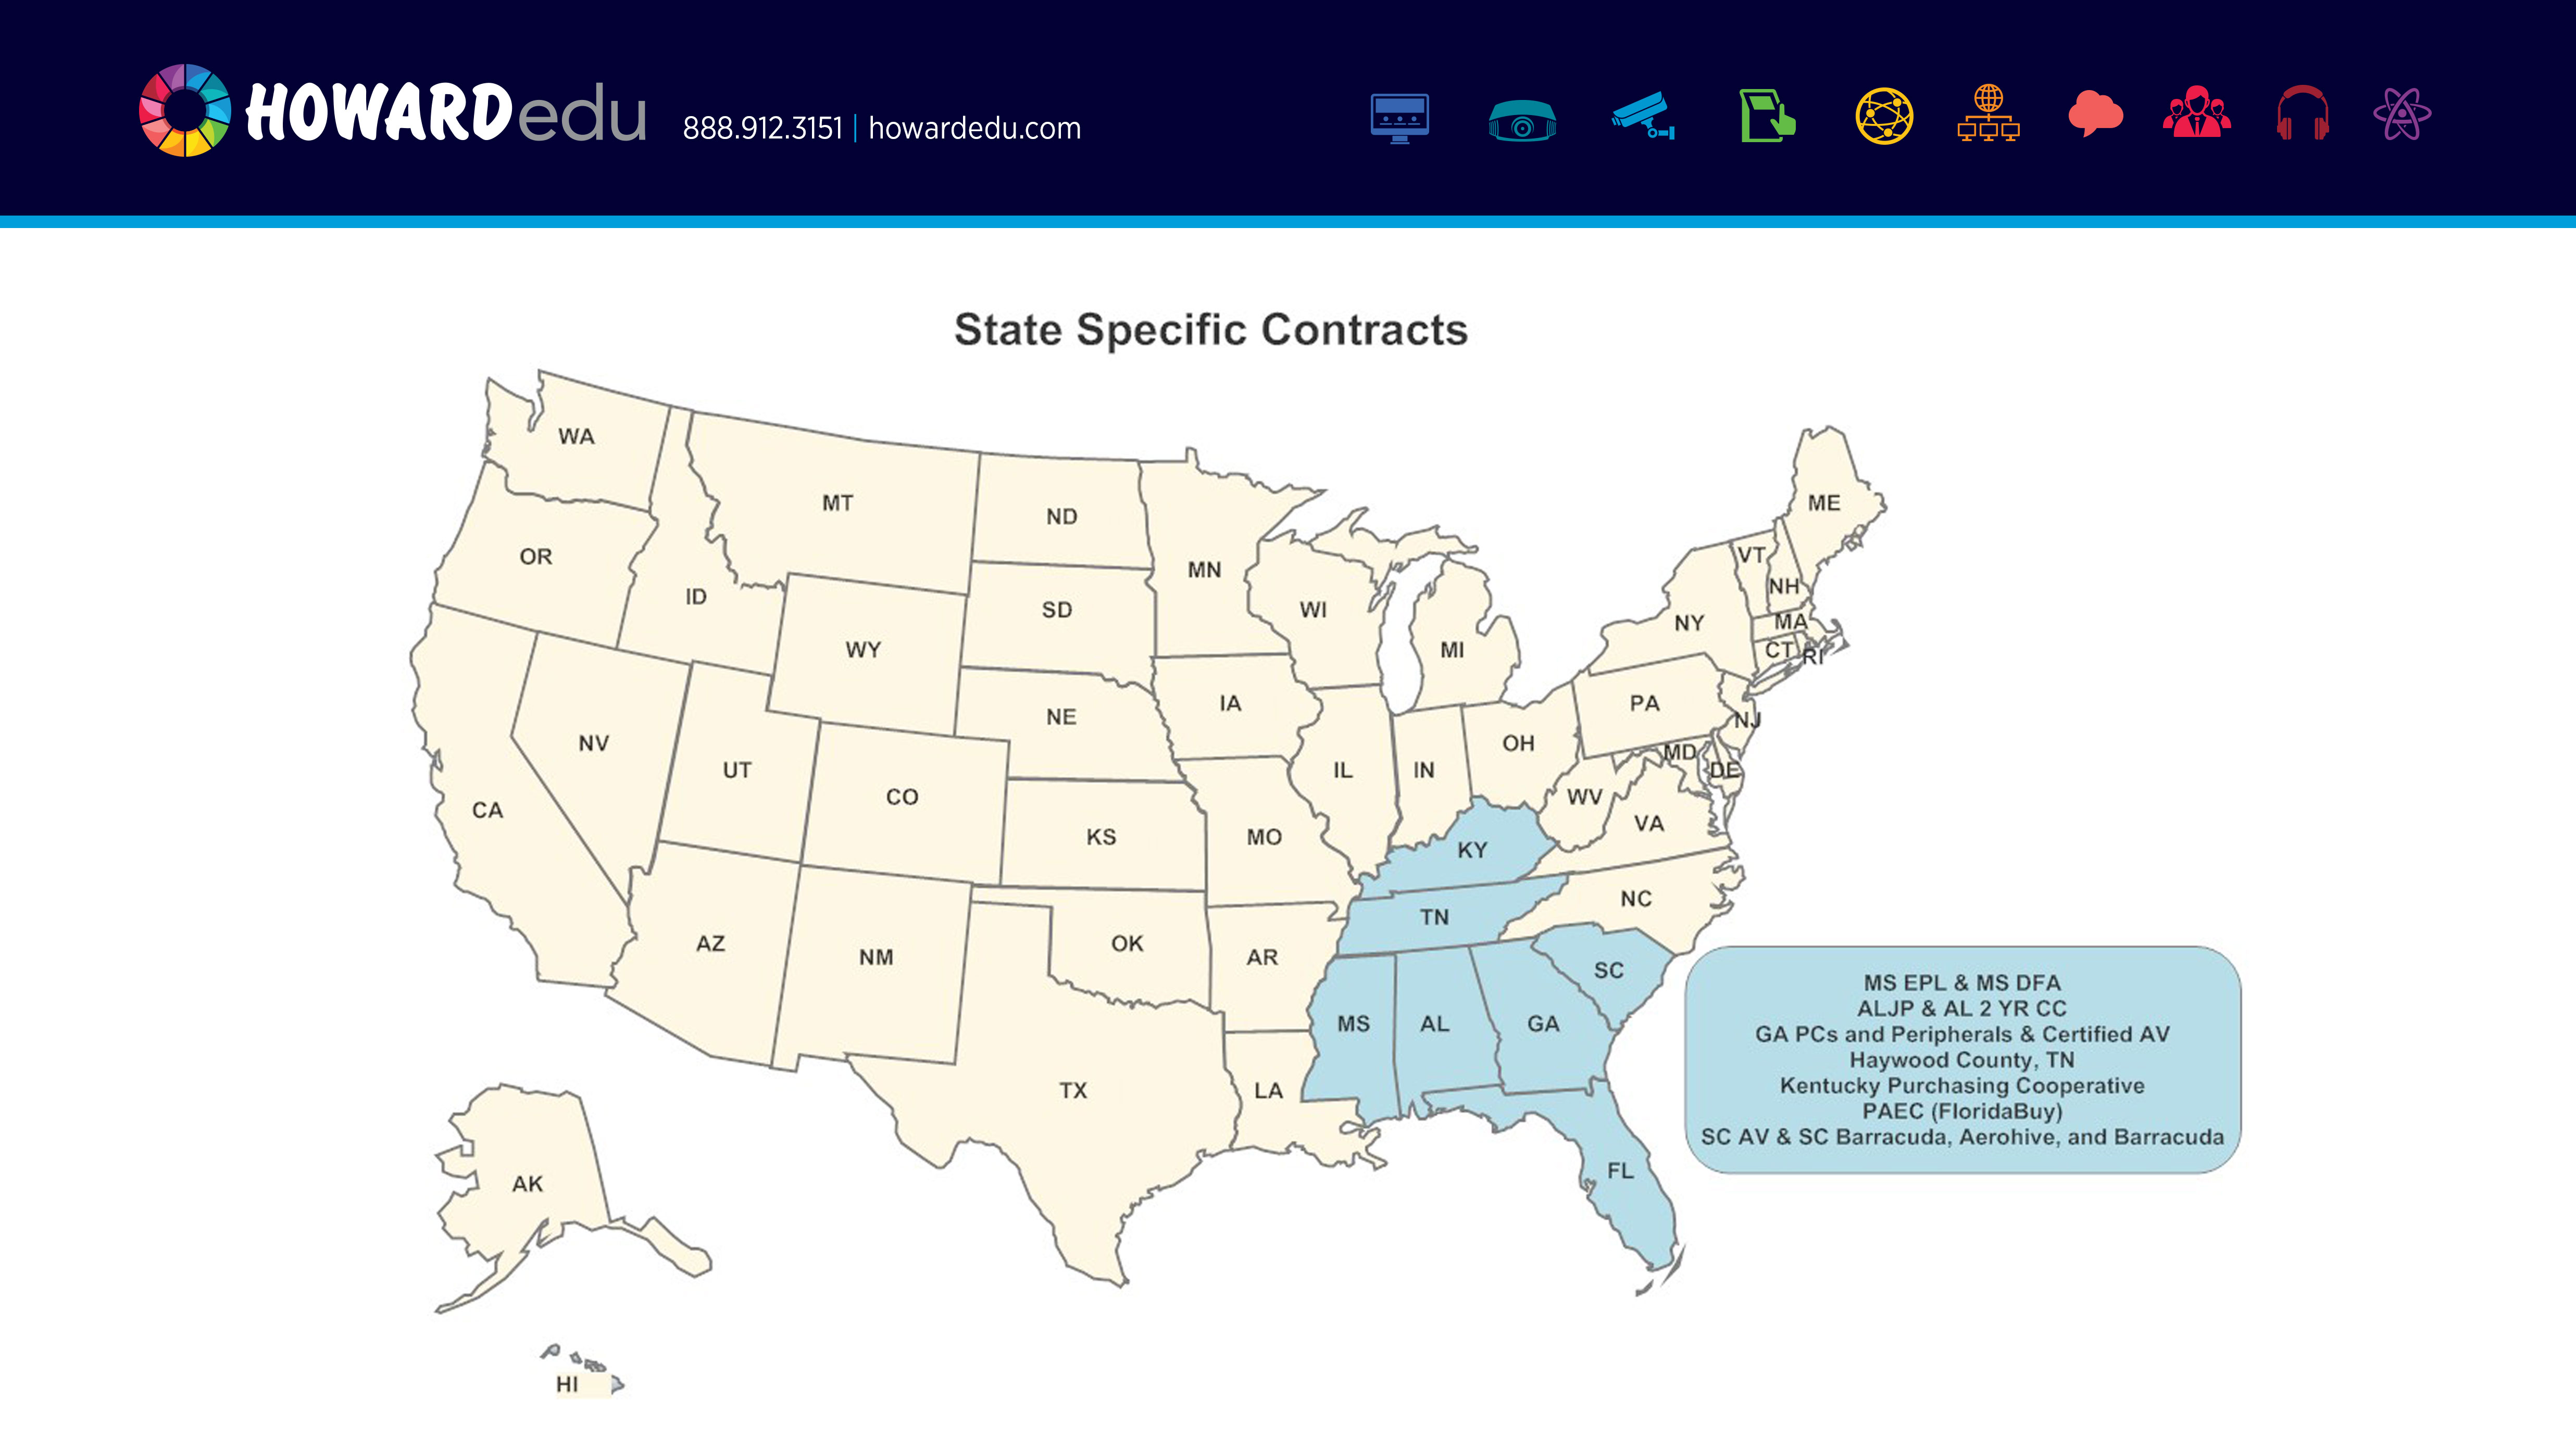 HOWARD edu 888.912.3151 | howardedu.com
State Specific Contracts
WA
MT
ND
ME
OR
MN
VT
ID
SD
WI
NH
NY
MA
WY
MI
CT
RI
IA
PA
NE
NJ
NV
OH
MD
UT
IL
IN
DE
CO
WV
CA
VA
KS
MO
KY
NC
TN
AZ
OK
NM
AR
SC
MS
AL
GA
TX
LA
FL
AK
HI
MS EPL & MS DFA
ALJP & AL 2 YR CC
GA PCs and Peripherals & Certified AV
Haywood County, TN
Kentucky Purchasing Cooperative
PAEC (FloridaBuy)
SC AV & SC Barracuda, Aerohive, and Barracuda